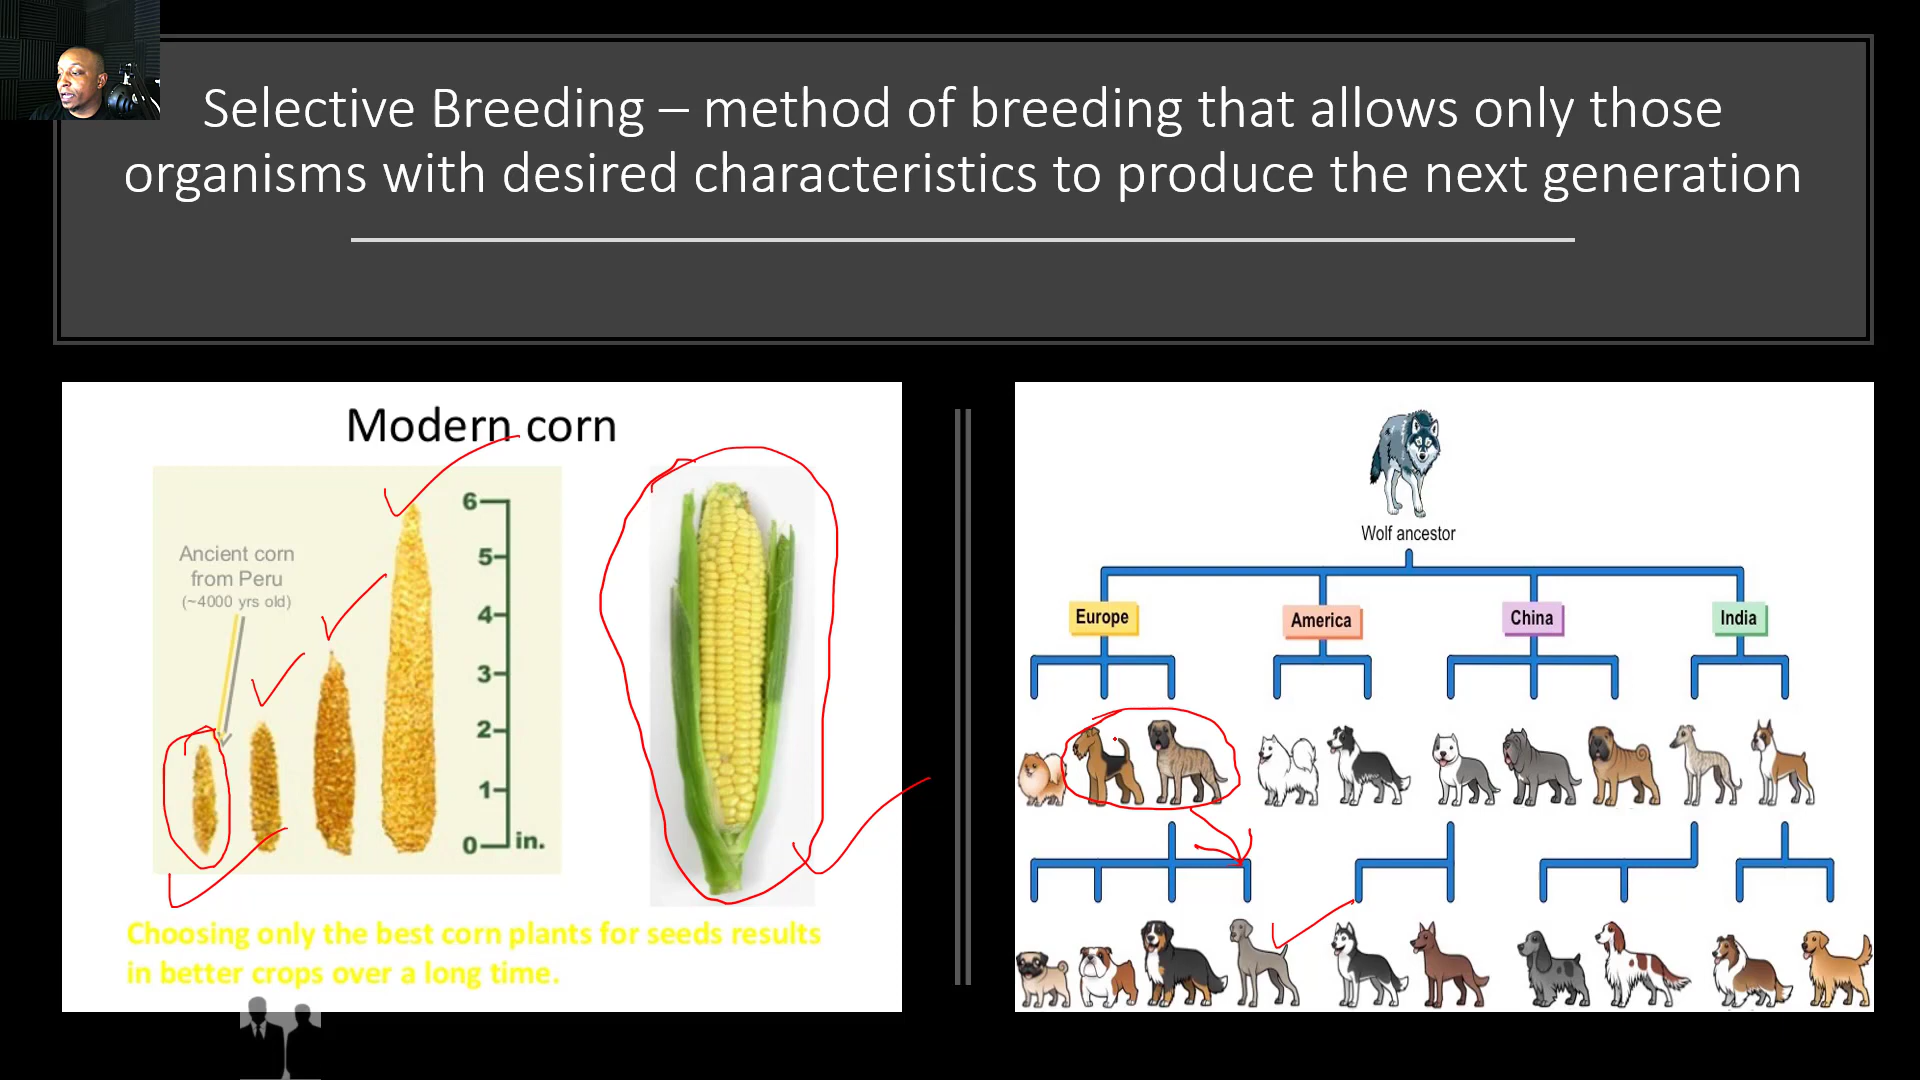 Selective Breeding – method of breeding that allows only those
organisms with desired characteristics to produce the next generation
Modern corn
Ancient corn
from Peru
(~4000 yrs old)
6
5
4
3
2
1
0 in.
Choosing only the best corn plants for seeds results
in better crops over a long time.
Wolf ancestor
Europe
America
China
India